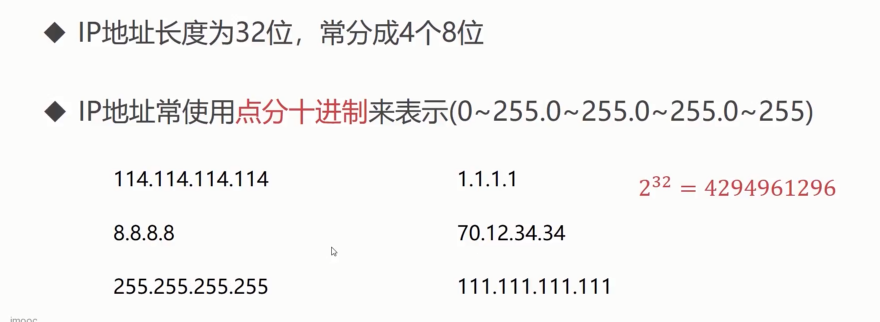 ◆ IP地址长度为32位，常分成4个8位
◆ IP地址常使用点分十进制来表示(0~255.0~255.0~255.0~255)
114.114.114.114 1.1.1.1 2³² = 4294961296
8.8.8.8 70.12.34.34
255.255.255.255 111.111.111.111
imooc